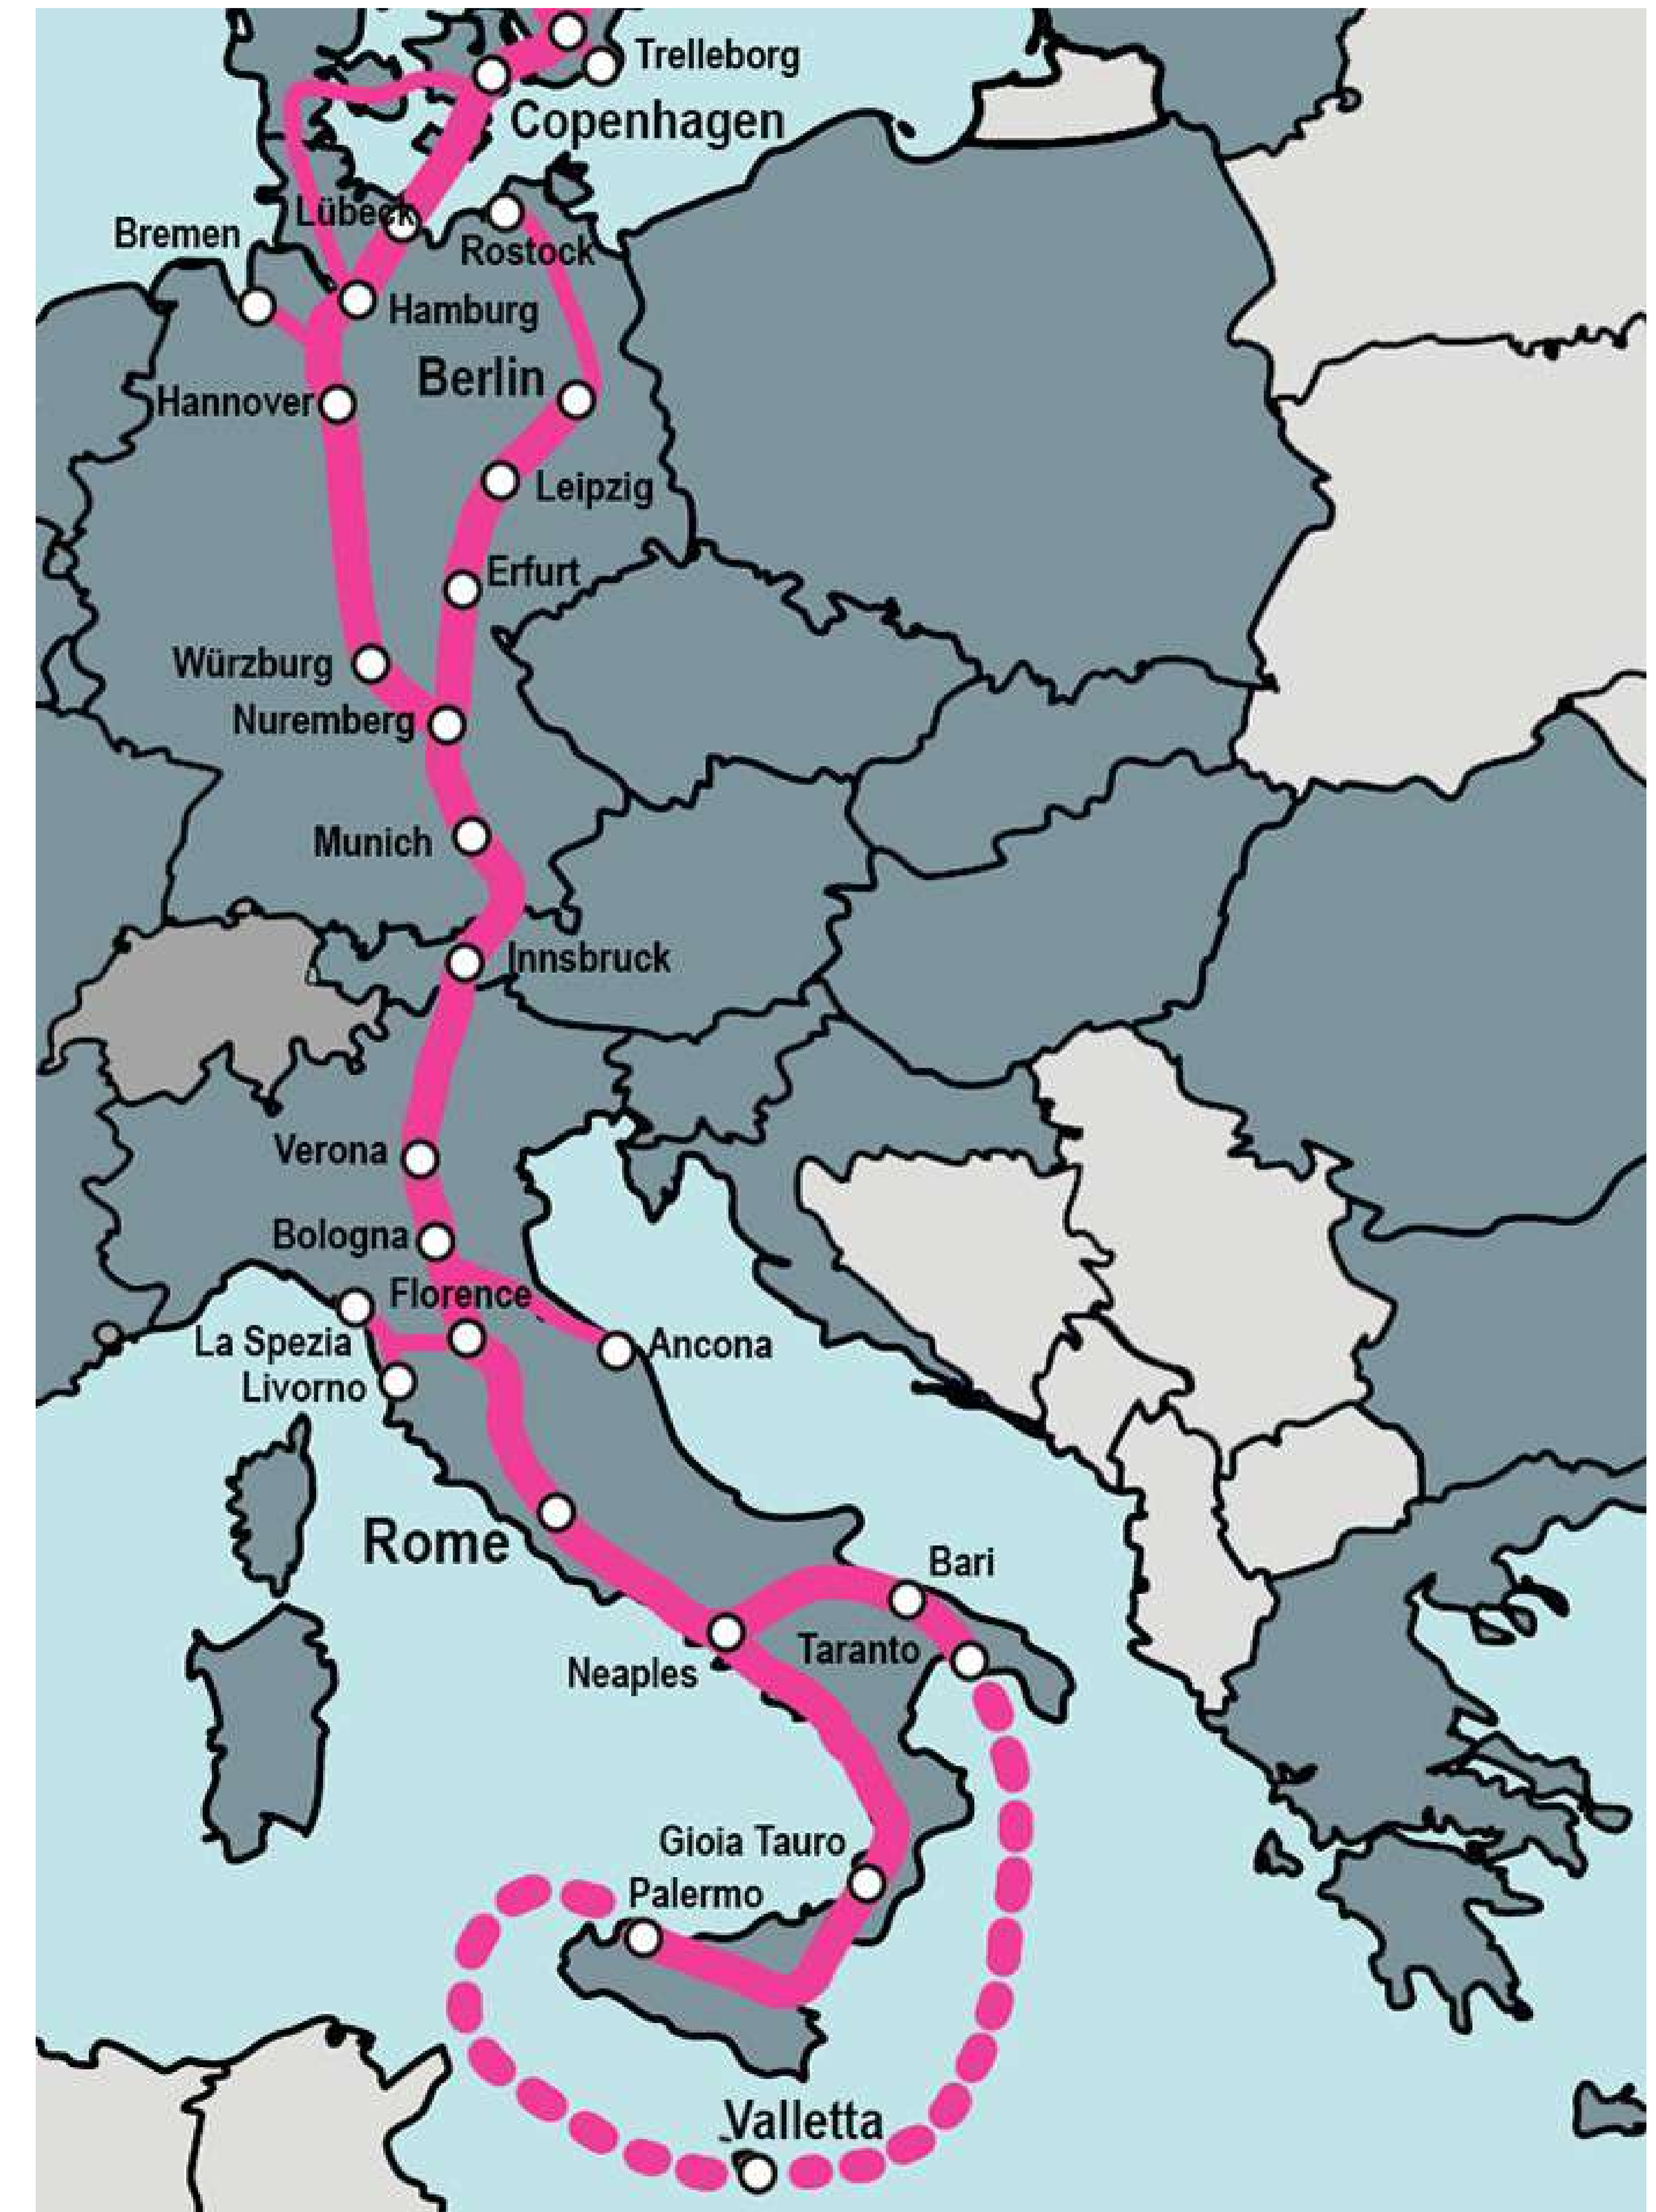 Trelleborg
Copenhagen
Lübeck
Bremen
Rostock
Hamburg
Berlin
Hannover
Leipzig
Erfurt
Würzburg
Nuremberg
Munich
Innsbruck
Verona
Bologna
Florence
La Spezia
Ancona
Livorno
Rome
Bari
Taranto
Neaples
Gioia Tauro
Palermo
Valletta